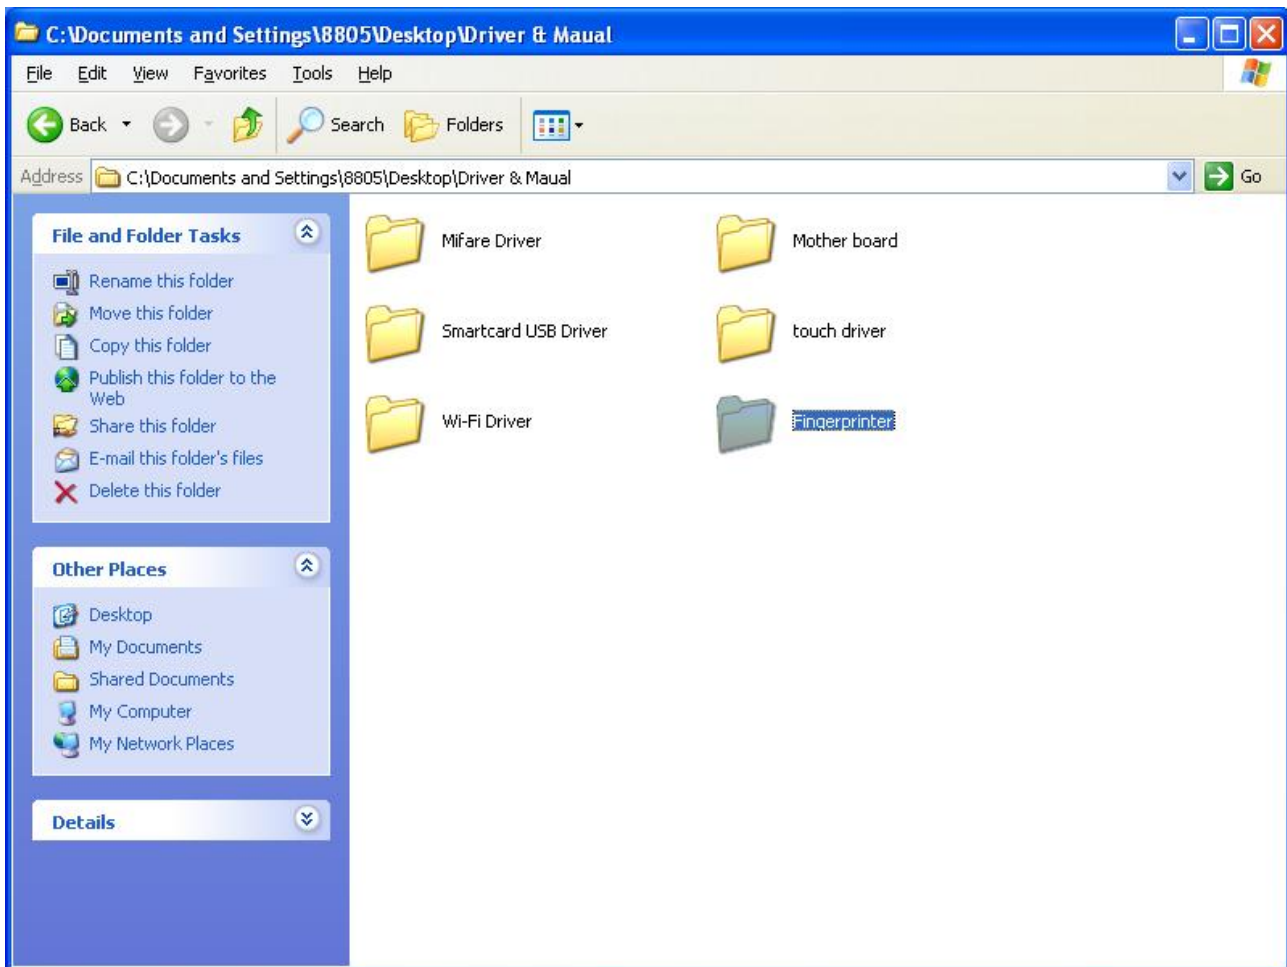 C:\Documents and Settings\8805\Desktop\Driver & Maual
File Edit View Favorites Tools Help
Back Search Folders
Address C:\Documents and Settings\8805\Desktop\Driver & Maual Go
File and Folder Tasks
Rename this folder
Move this folder
Copy this folder
Publish this folder to the
Web
Share this folder
E-mail this folder's files
Delete this folder
Other Places
Desktop
My Documents
Shared Documents
My Computer
My Network Places
Details
Mifare Driver
Mother board
Smartcard USB Driver
touch driver
Wi-Fi Driver
Fingerprinter